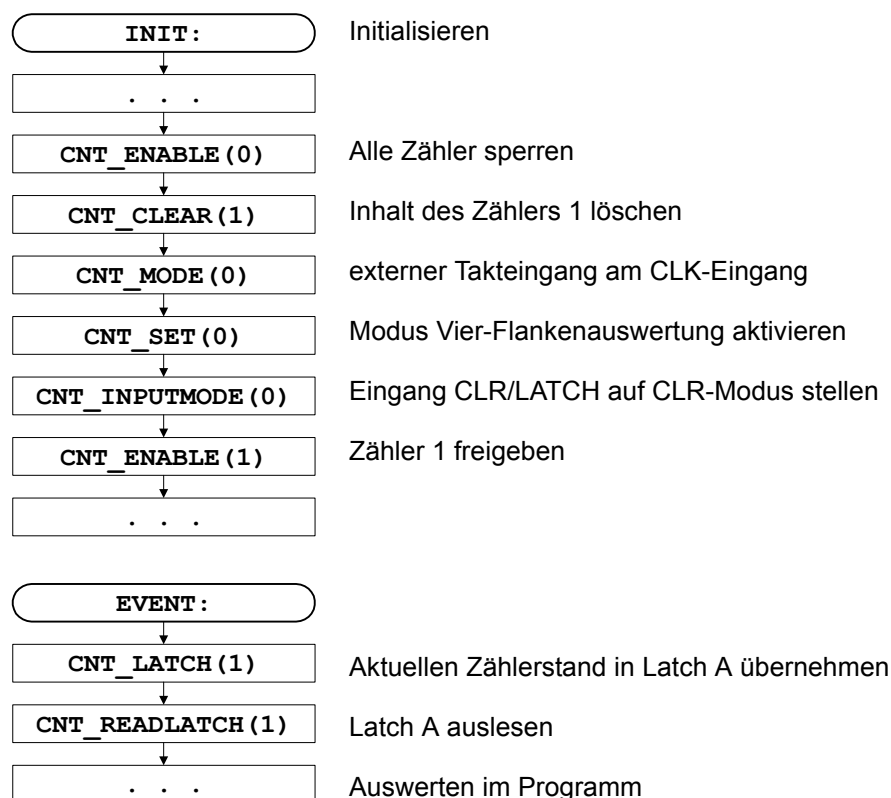 INIT: Initialisieren
. . .
CNT_ENABLE(0) Alle Zähler sperren
CNT_CLEAR(1) Inhalt des Zählers 1 löschen
CNT_MODE(0) externer Takteingang am CLK-Eingang
CNT_SET(0) Modus Vier-Flankenauswertung aktivieren
CNT_INPUTMODE(0) Eingang CLR/LATCH auf CLR-Modus stellen
CNT_ENABLE(1) Zähler 1 freigeben
. . .
EVENT:
CNT_LATCH(1) Aktuellen Zählerstand in Latch A übernehmen
CNT_READLATCH(1) Latch A auslesen
. . . Auswerten im Programm